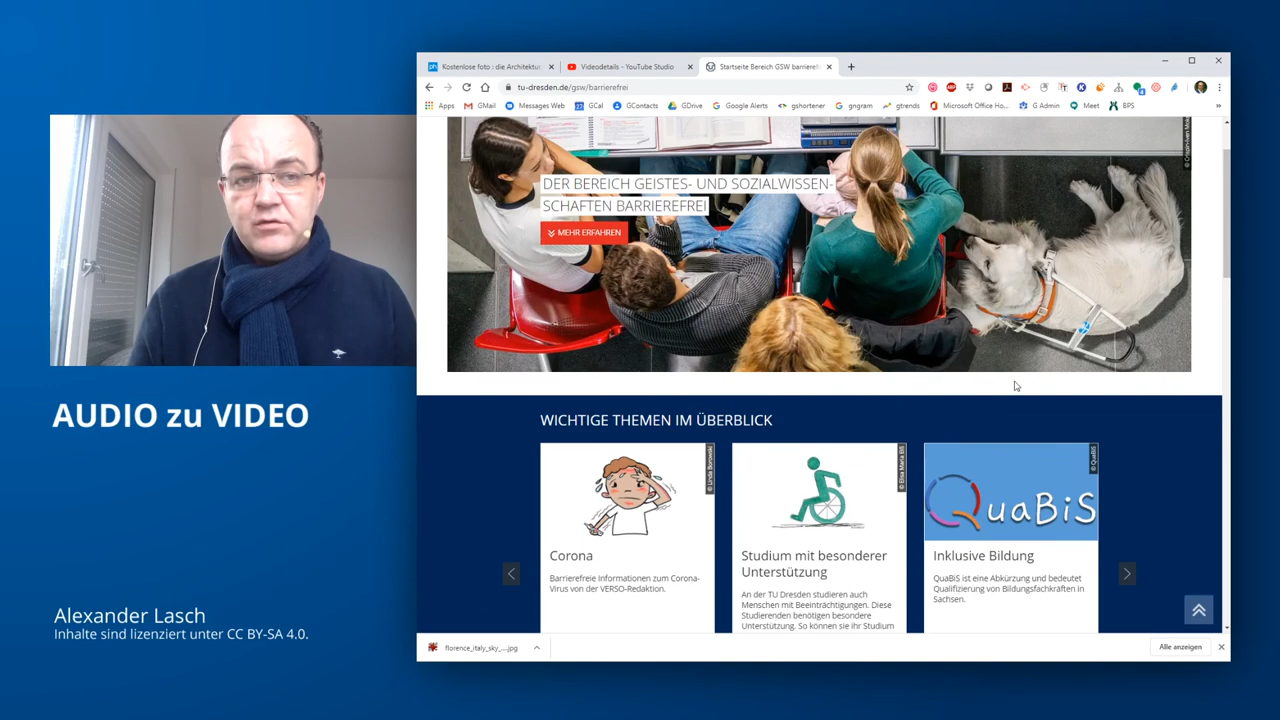 Kostenlose foto : die Architektur
Videodetails - YouTube Studio
Startseite Bereich GSW barrierefr
tu-dresden.de/gsw/barrierefrei
Apps
GMail
Messages Web
GCal
GContacts
GDrive
Google Alerts
gshortener
gngram
gtrends
Microsoft Office Ho...
G Admin
Meet
BPS
»
DER BEREICH GEISTES- UND SOZIALWISSEN-
SCHAFTEN BARRIEREFREI
MEHR ERFAHREN
WICHTIGE THEMEN IM ÜBERBLICK
© Linda Borowski
Corona
Barrierefreie Informationen zum Corona-
Virus von der VERSO-Redaktion.
Studium mit besonderer
Unterstützung
An der TU Dresden studieren auch
Menschen mit Beeinträchtigungen. Diese
Studierenden benötigen besondere
Unterstützung. So können sie ihr Studium
© QuaBIS
QuaBiS
Inklusive Bildung
QuaBIS ist eine Abkürzung und bedeutet
Qualifizierung von Bildungsfachkräften in
Sachsen.
florence_italy_sky_....jpg
Alle anzeigen
AUDIO zu VIDEO
Alexander Lasch
Inhalte sind lizenziert unter CC BY-SA 4.0.